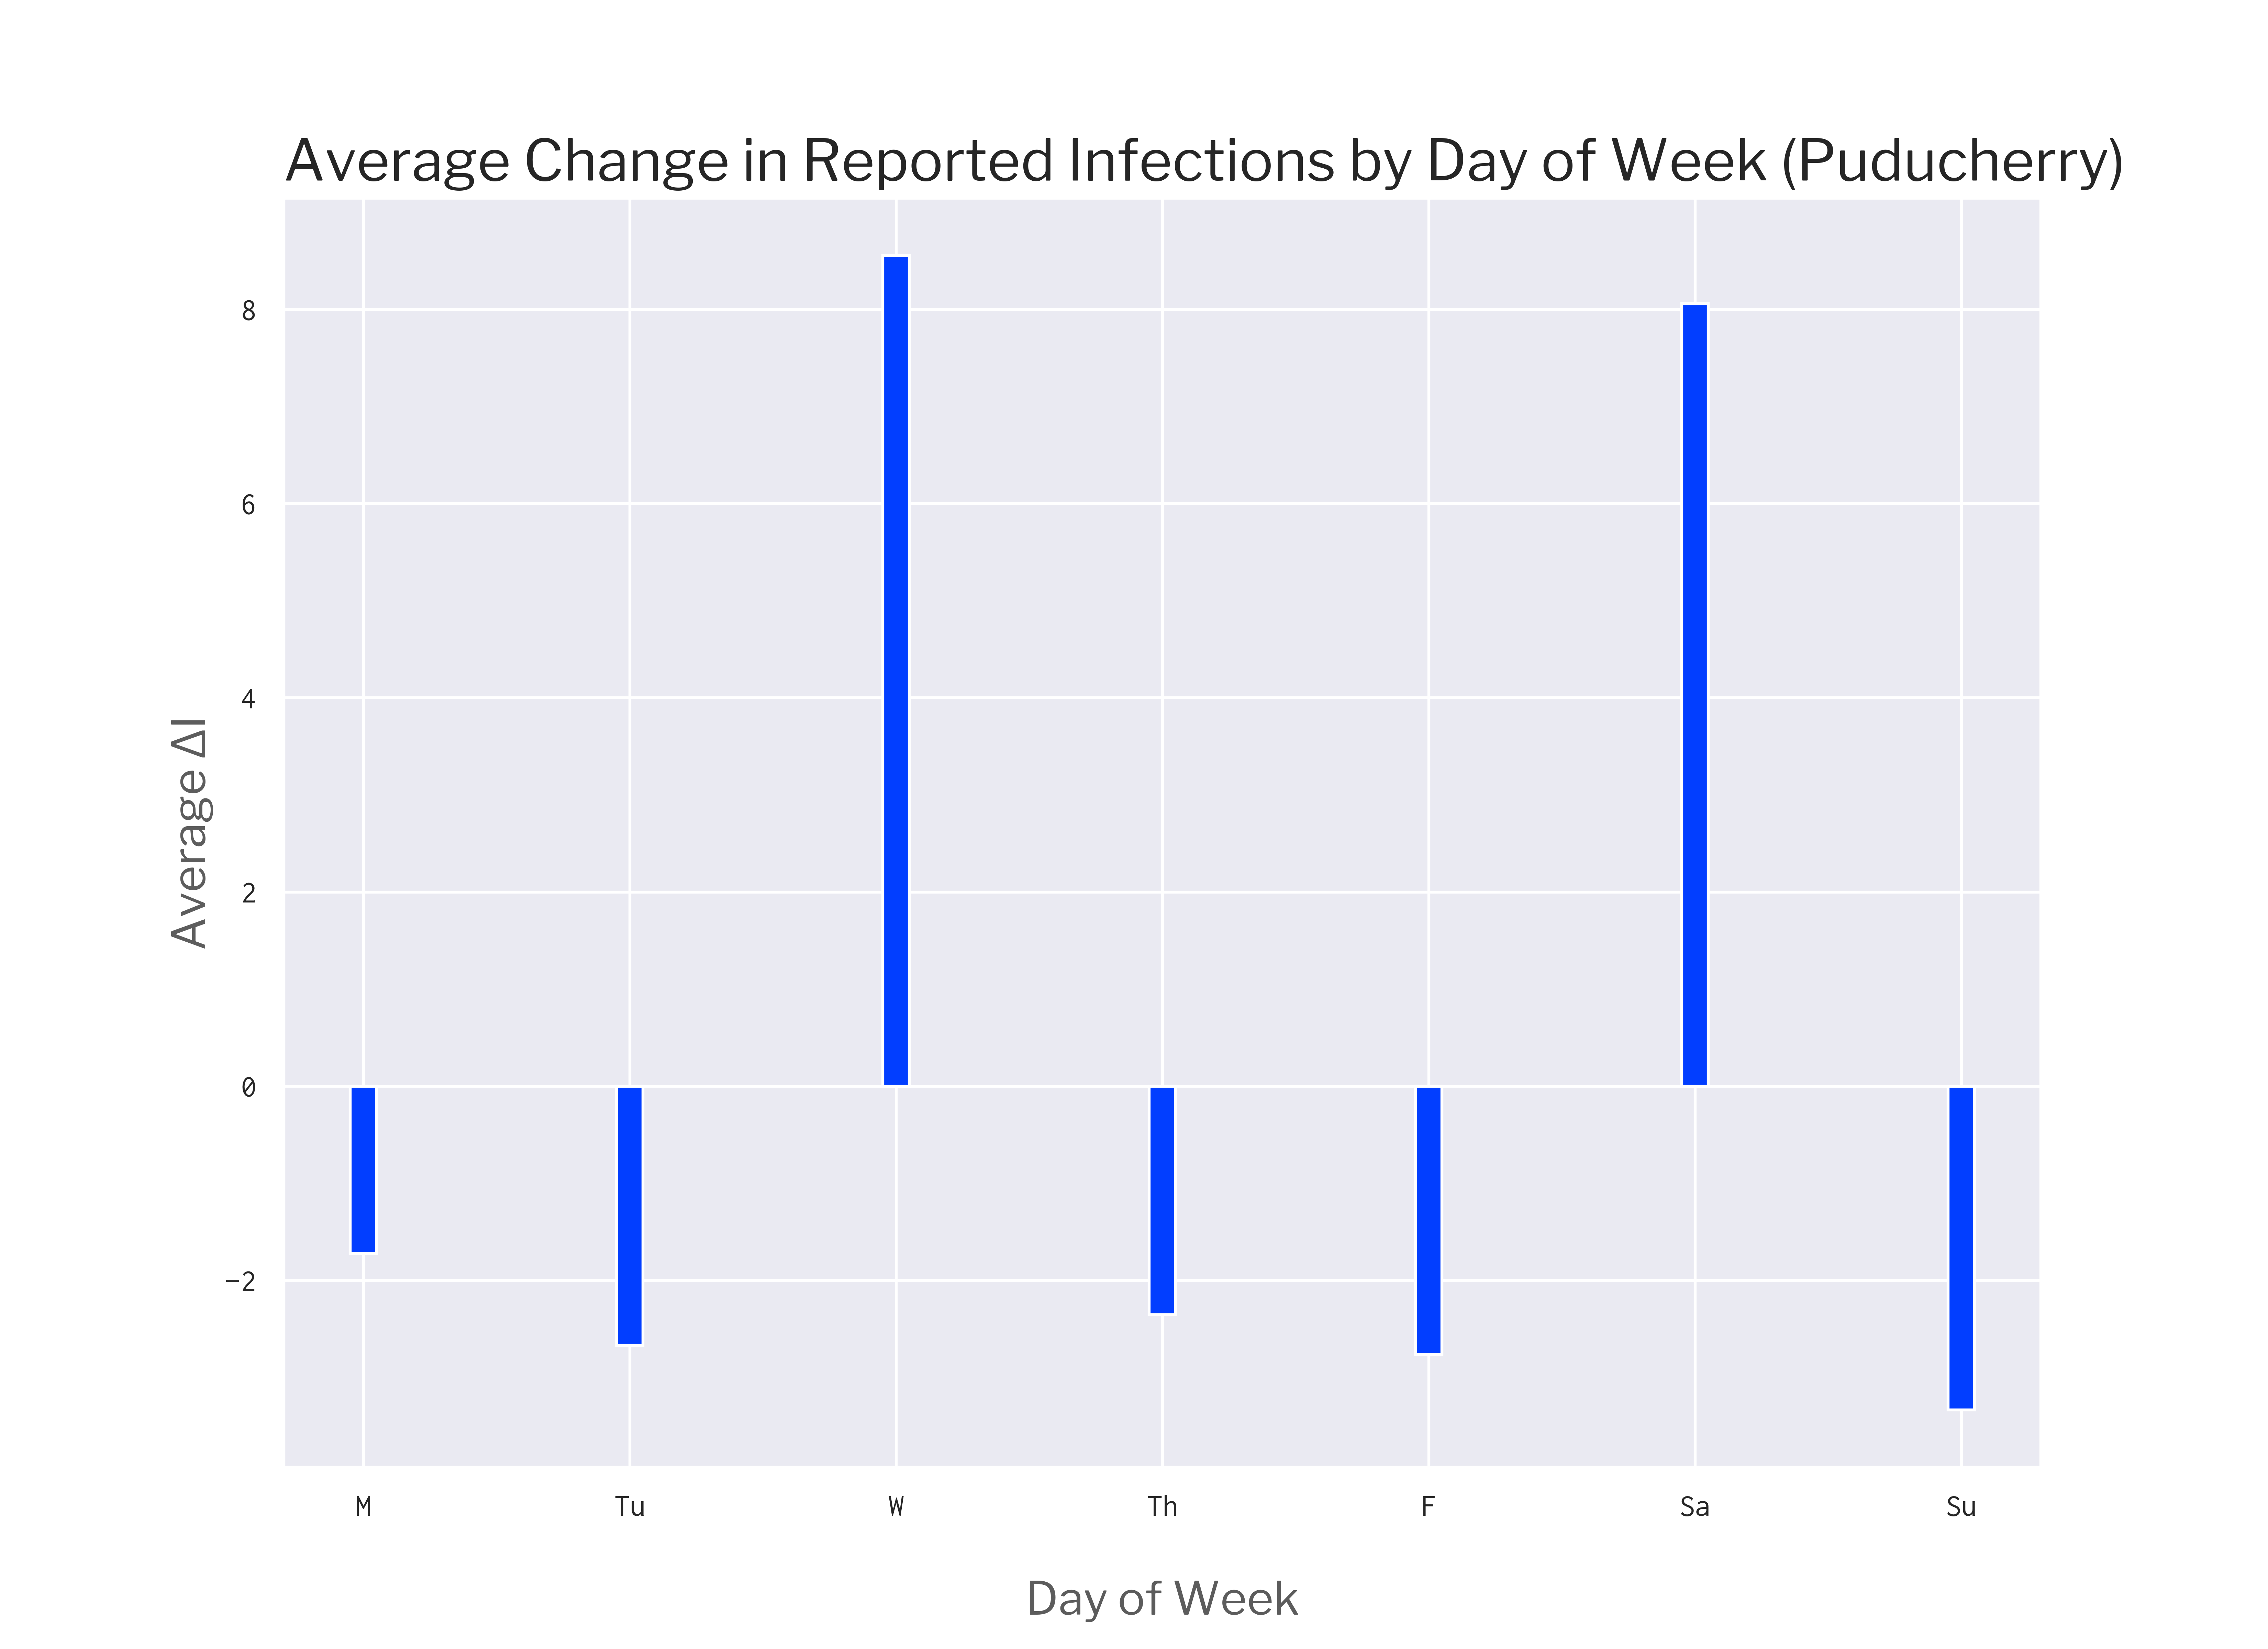 Average Change in Reported Infections by Day of Week (Puducherry)
Average ΔI
8
6
4
2
0
−2
M Tu W Th F Sa Su
Day of Week